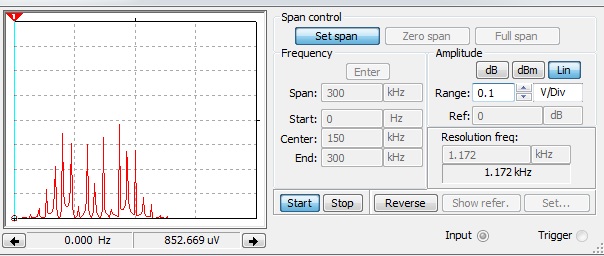 1
Span control
Set span Zero span Full span
Frequency
Enter
Span: 300 kHz
Start: 0 Hz
Center: 150 kHz
End: 300 kHz
Amplitude
dB dBm Lin
Range: 0.1 V/Div
Ref: 0 dB
Resolution freq:
1.172 kHz
1.172 kHz
Start Stop Reverse Show refer. Set...
0.000 Hz 852.669 uV
Input Trigger